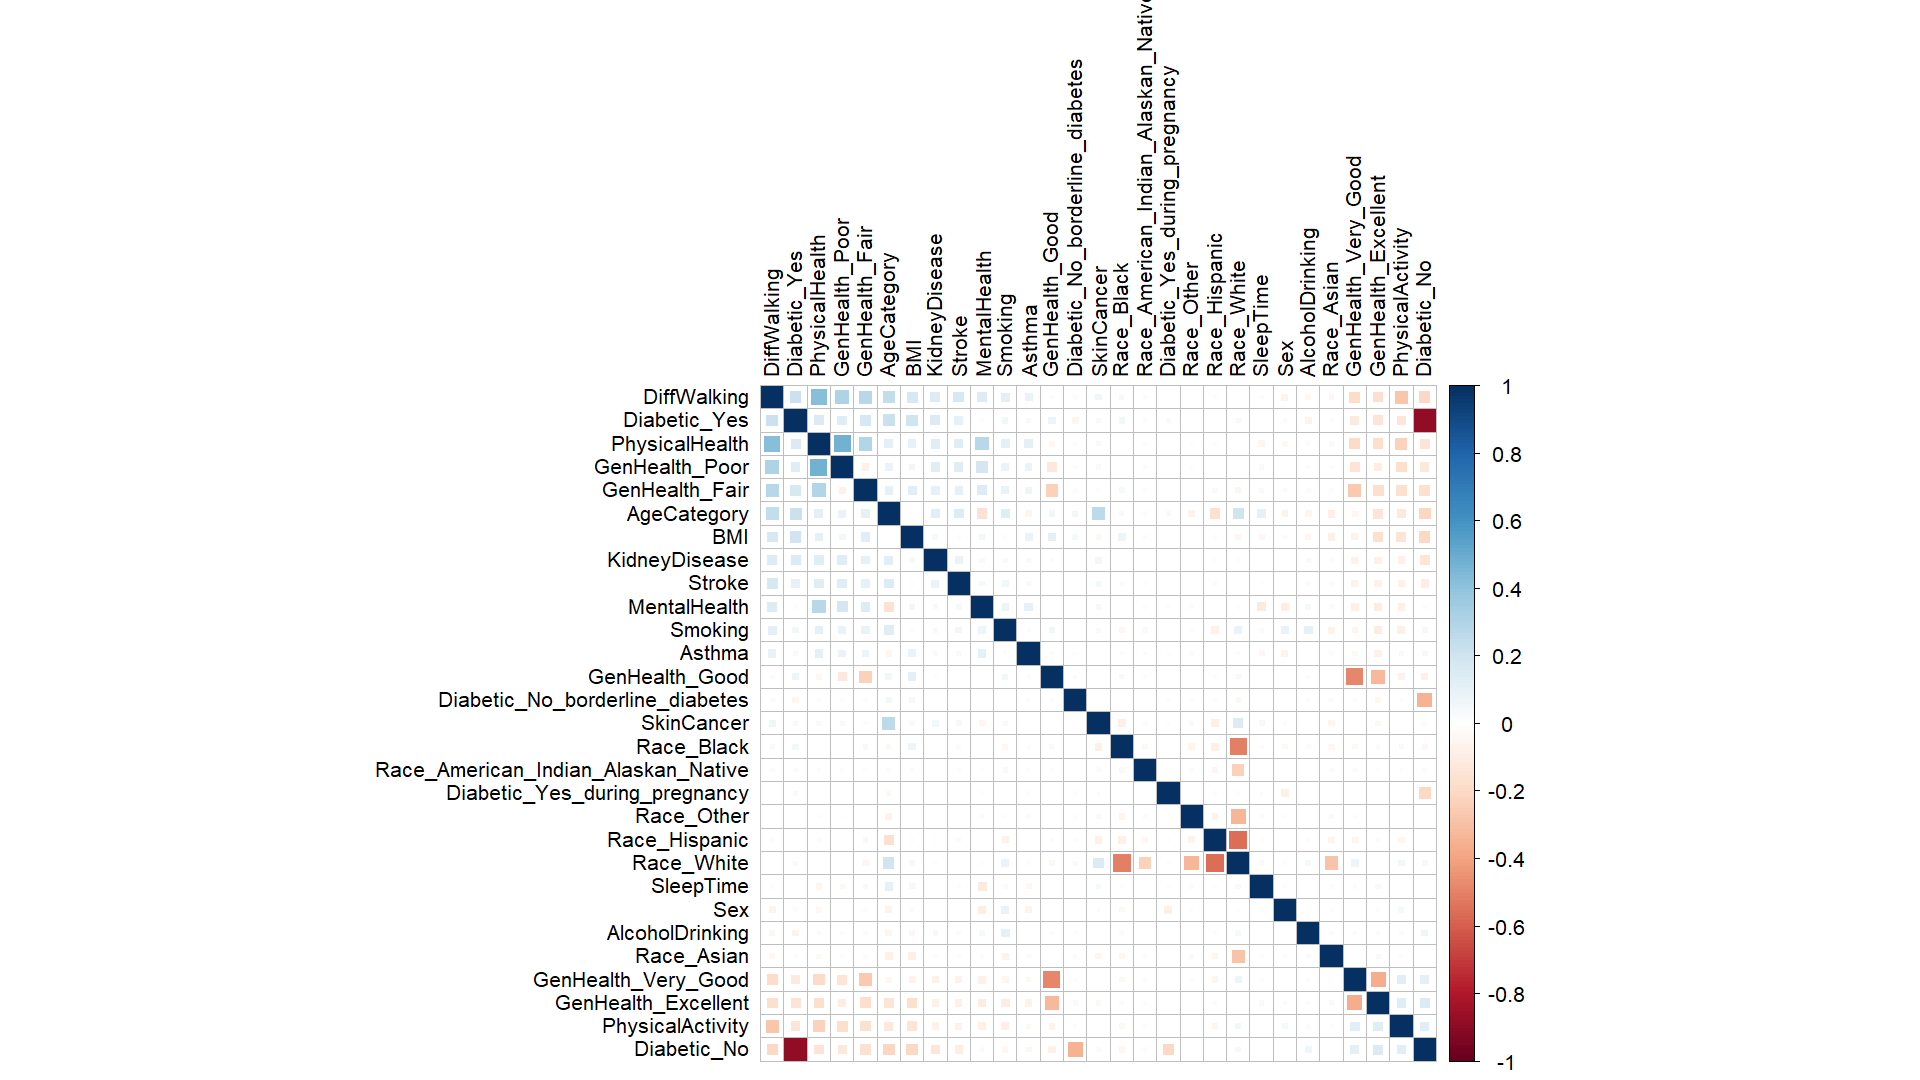 DiffWalking
Diabetic_Yes
PhysicalHealth
GenHealth_Poor
GenHealth_Fair
AgeCategory
BMI
KidneyDisease
Stroke
MentalHealth
Smoking
Asthma
GenHealth_Good
Diabetic_No_borderline_diabetes
SkinCancer
Race_Black
Race_American_Indian_Alaskan_Native
Diabetic_Yes_during_pregnancy
Race_Other
Race_Hispanic
Race_White
SleepTime
Sex
AlcoholDrinking
Race_Asian
GenHealth_Very_Good
GenHealth_Excellent
PhysicalActivity
Diabetic_No
DiffWalking
Diabetic_Yes
PhysicalHealth
GenHealth_Poor
GenHealth_Fair
AgeCategory
BMI
KidneyDisease
Stroke
MentalHealth
Smoking
Asthma
GenHealth_Good
Diabetic_No_borderline_diabetes
SkinCancer
Race_Black
Race_American_Indian_Alaskan_Native
Diabetic_Yes_during_pregnancy
Race_Other
Race_Hispanic
Race_White
SleepTime
Sex
AlcoholDrinking
Race_Asian
GenHealth_Very_Good
GenHealth_Excellent
PhysicalActivity
Diabetic_No
1
0.8
0.6
0.4
0.2
0
-0.2
-0.4
-0.6
-0.8
-1